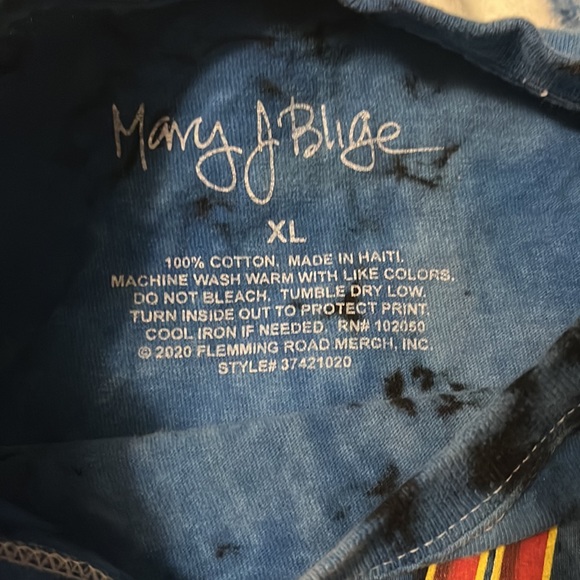 Mary J Blige
XL
100% COTTON. MADE IN HAITI.
MACHINE WASH WARM WITH LIKE COLORS.
DO NOT BLEACH. TUMBLE DRY LOW.
TURN INSIDE OUT TO PROTECT PRINT.
COOL IRON IF NEEDED. RN# 102050
© 2020 FLEMMING ROAD MERCH, INC.
STYLE# 37421020